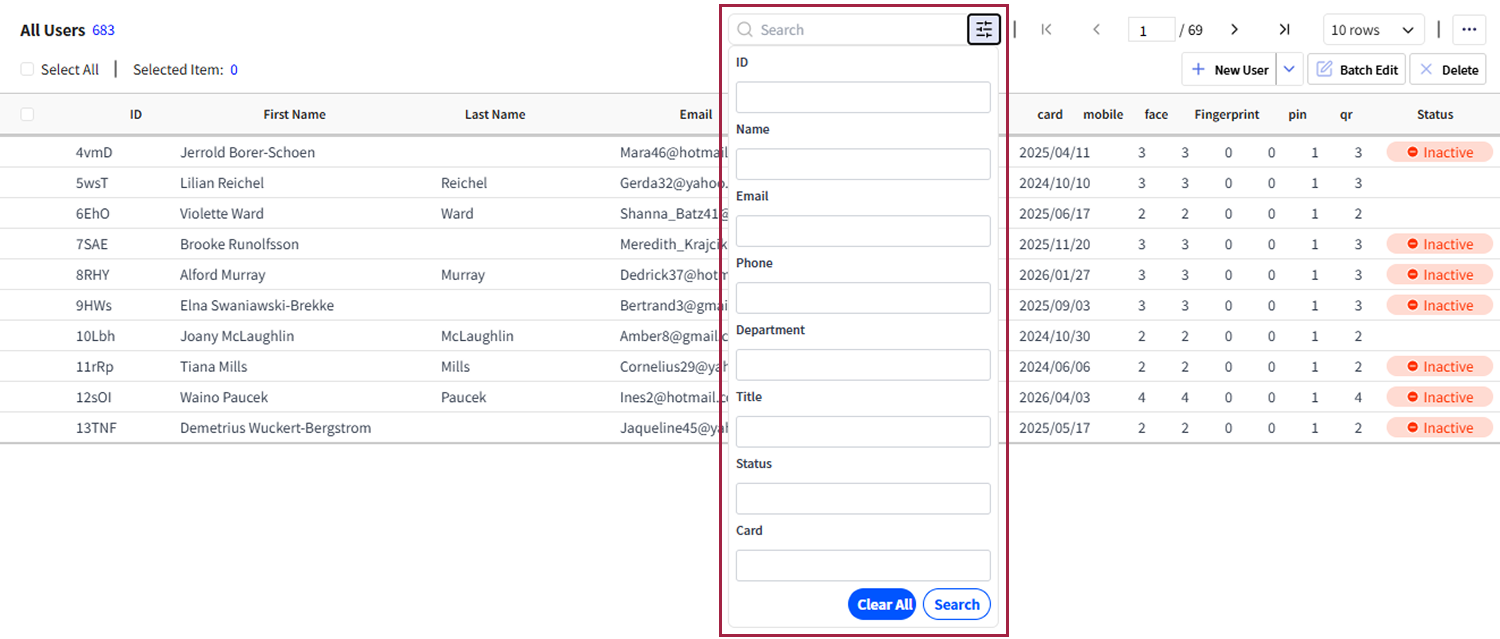 All Users 683
Search
1 / 69
10 rows
Select All | Selected Item: 0
New User
Batch Edit
Delete
ID First Name Last Name Email card mobile face Fingerprint pin qr Status
4vmD Jerrold Borer-Schoen Mara46@hotmail 2025/04/11 3 3 0 0 1 3 Inactive
5wsT Lilian Reichel Reichel Gerda32@yahoo. 2024/10/10 3 3 0 0 1 3
6EhO Violette Ward Ward Shanna_Batz41@ 2025/06/17 2 2 0 0 1 2
7SAE Brooke Runolfsson Meredith_Krajcik 2025/11/20 3 3 0 0 1 3 Inactive
8RHY Alford Murray Murray Dedrick37@hotm 2026/01/27 3 3 0 0 1 3 Inactive
9HWs Elna Swaniawski-Brekke Bertrand3@gmai 2025/09/03 3 3 0 0 1 3 Inactive
10Lbh Joany McLaughlin McLaughlin Amber8@gmail.c 2024/10/30 2 2 0 0 1 2
11rRp Tiana Mills Mills Cornelius29@yah 2024/06/06 2 2 0 0 1 2 Inactive
12sOI Waino Paucek Paucek Ines2@hotmail.co 2026/04/03 4 4 0 0 1 4 Inactive
13TNF Demetrius Wuckert-Bergstrom Jaqueline45@yah 2025/05/17 2 2 0 0 1 2 Inactive
ID
Name
Email
Phone
Department
Title
Status
Card
Clear All Search